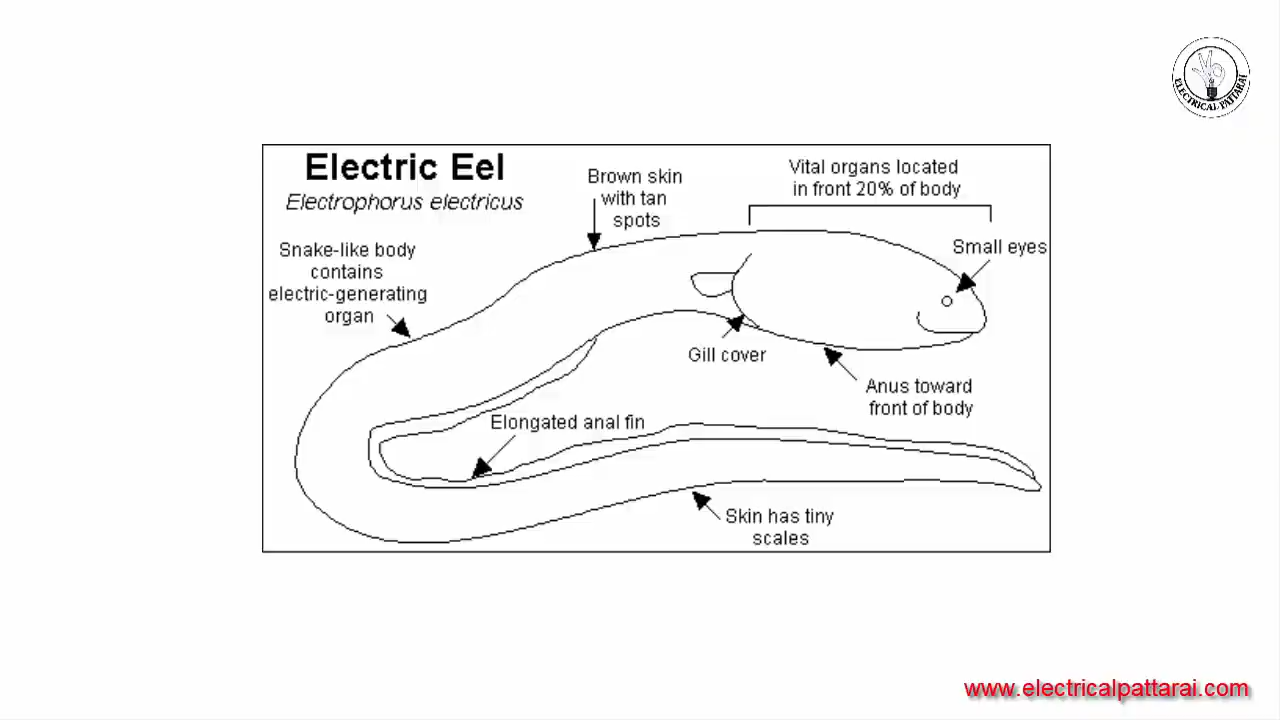 Electric Eel
Electrophorus electricus
Brown skin
with tan
spots
Vital organs located
in front 20% of body
Small eyes
Snake-like body
contains
electric-generating
organ
Gill cover
Anus toward
front of body
Elongated anal fin
Skin has tiny
scales
ELECTRICAL PATTARAI
www.electricalpattarai.com